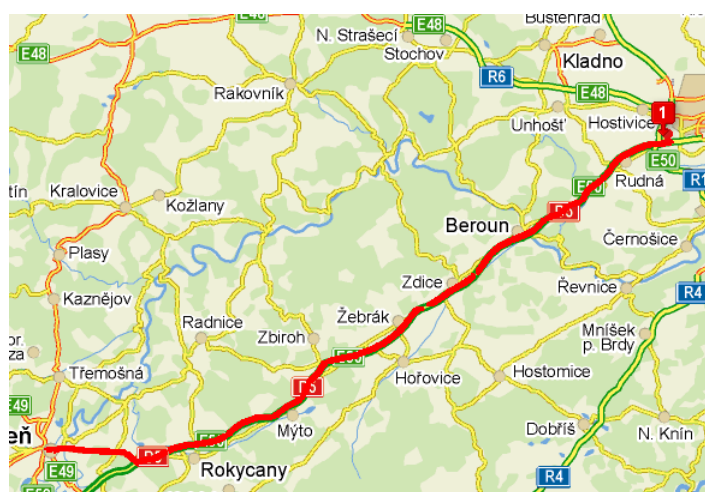 E48
E48
N. Strašecí
Stochov
Buštěhrad
Kladno
R6
E48
Rakovník
Unhošť
Hostivice
1
E50
Rudná
R1
Kralovice
Kožlany
Beroun
Černošice
Plasy
Zdice
Řevnice
R4
Kaznějov
Žebrák
Mníšek
p. Brdy
Radnice
Zbiroh
Třemošná
Hořovice
Hostomice
E49
Mýto
Dobříš
N. Knín
eň
E49
Rokycany
R4